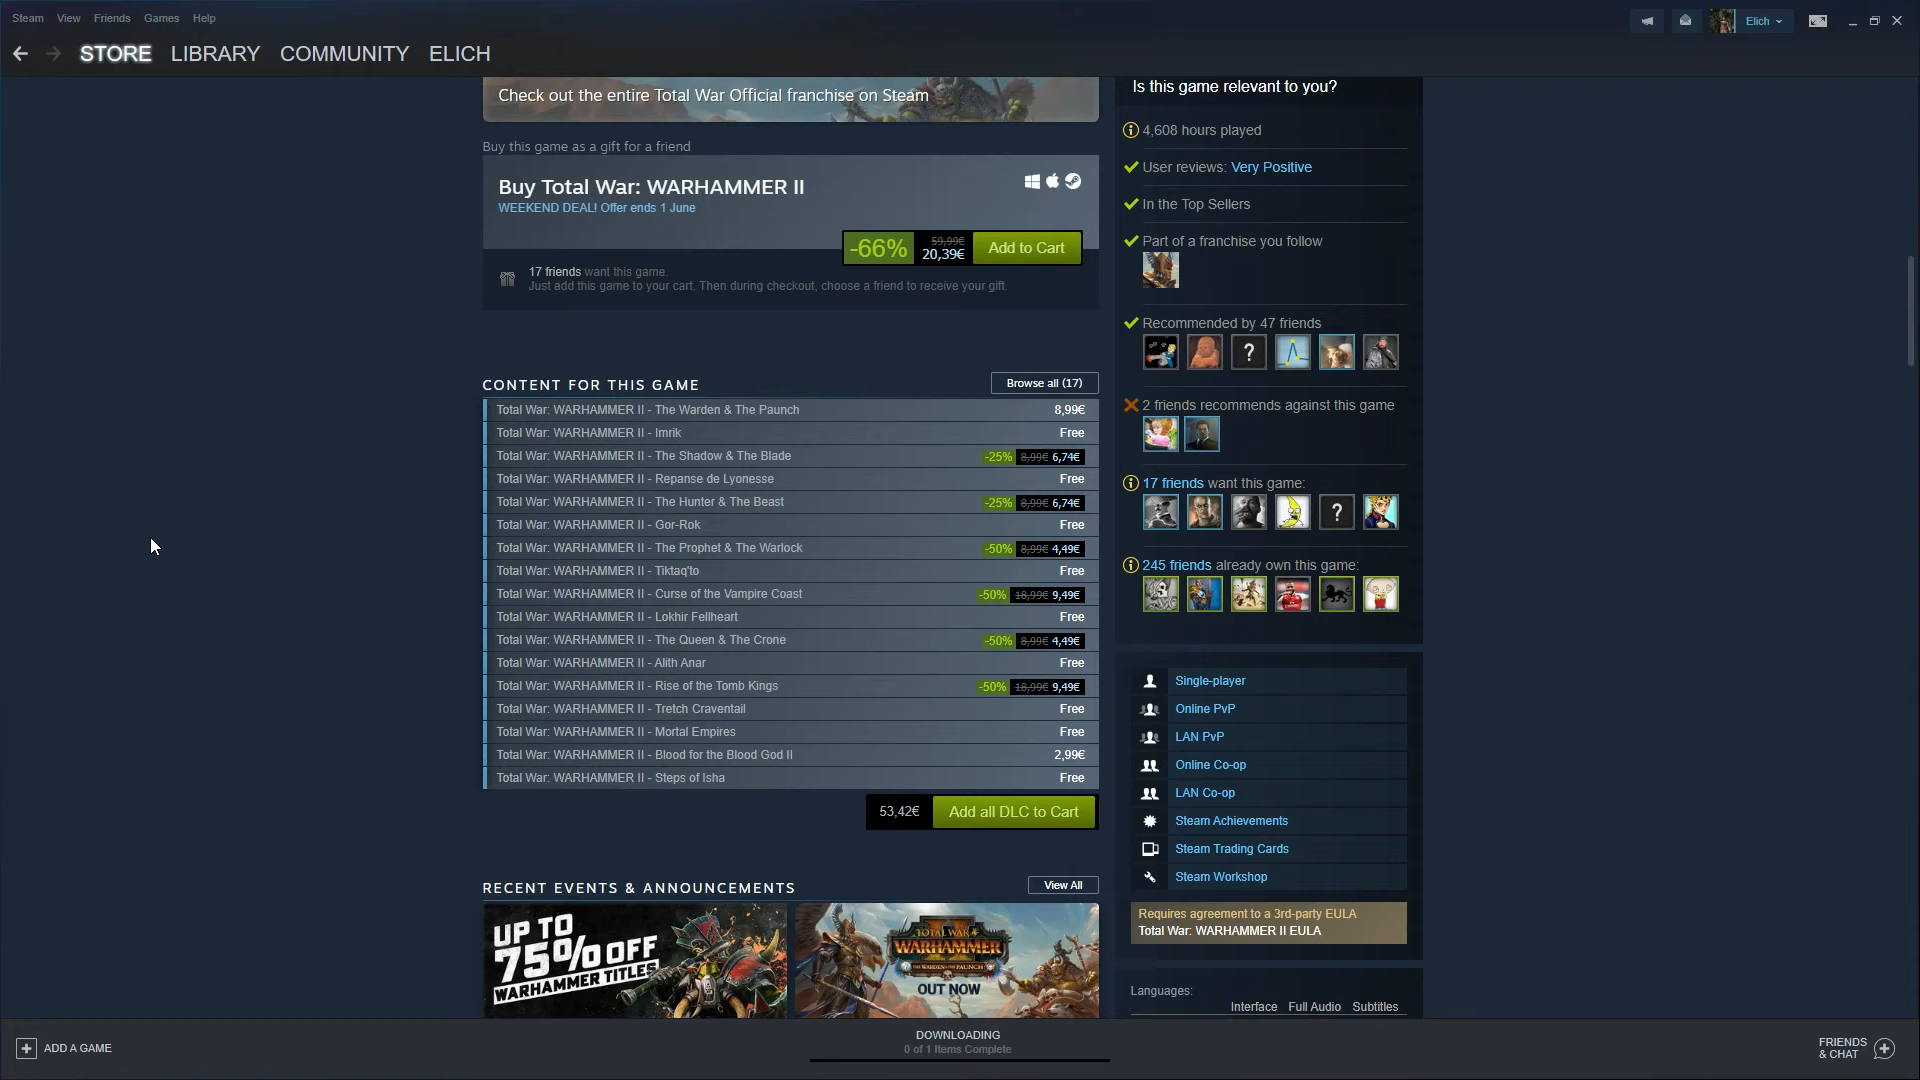 Steam View Friends Games Help
Elich
STORE LIBRARY COMMUNITY ELICH
Check out the entire Total War Official franchise on Steam
Buy this game as a gift for a friend
Buy Total War: WARHAMMER II
WEEKEND DEAL! Offer ends 1 June
-66% 59,99€ 20,39€ Add to Cart
17 friends want this game.
Just add this game to your cart. Then during checkout, choose a friend to receive your gift.
CONTENT FOR THIS GAME Browse all (17)
Total War: WARHAMMER II - The Warden & The Paunch 8,99€
Total War: WARHAMMER II - Imrik Free
Total War: WARHAMMER II - The Shadow & The Blade -25% 8,99€ 6,74€
Total War: WARHAMMER II - Repanse de Lyonesse Free
Total War: WARHAMMER II - The Hunter & The Beast -25% 8,99€ 6,74€
Total War: WARHAMMER II - Gor-Rok Free
Total War: WARHAMMER II - The Prophet & The Warlock -50% 8,99€ 4,49€
Total War: WARHAMMER II - Tiktaq'to Free
Total War: WARHAMMER II - Curse of the Vampire Coast -50% 18,99€ 9,49€
Total War: WARHAMMER II - Lokhir Fellheart Free
Total War: WARHAMMER II - The Queen & The Crone -50% 8,99€ 4,49€
Total War: WARHAMMER II - Alith Anar Free
Total War: WARHAMMER II - Rise of the Tomb Kings -50% 18,99€ 9,49€
Total War: WARHAMMER II - Tretch Craventail Free
Total War: WARHAMMER II - Mortal Empires Free
Total War: WARHAMMER II - Blood for the Blood God II 2,99€
Total War: WARHAMMER II - Steps of Isha Free
53,42€ Add all DLC to Cart
RECENT EVENTS & ANNOUNCEMENTS View All
UP TO
75% OFF
WARHAMMER TITLES
TOTAL WAR
WARHAMMER
II
THE WARDEN & THE PAUNCH
OUT NOW
Is this game relevant to you?
4,608 hours played
User reviews: Very Positive
In the Top Sellers
Part of a franchise you follow
Recommended by 47 friends
?
2 friends recommends against this game
17 friends want this game:
?
245 friends already own this game:
Single-player
Online PvP
LAN PvP
Online Co-op
LAN Co-op
Steam Achievements
Steam Trading Cards
Steam Workshop
Requires agreement to a 3rd-party EULA
Total War: WARHAMMER II EULA
Languages:
Interface Full Audio Subtitles
ADD A GAME
DOWNLOADING
0 of 1 Items Complete
FRIENDS
& CHAT